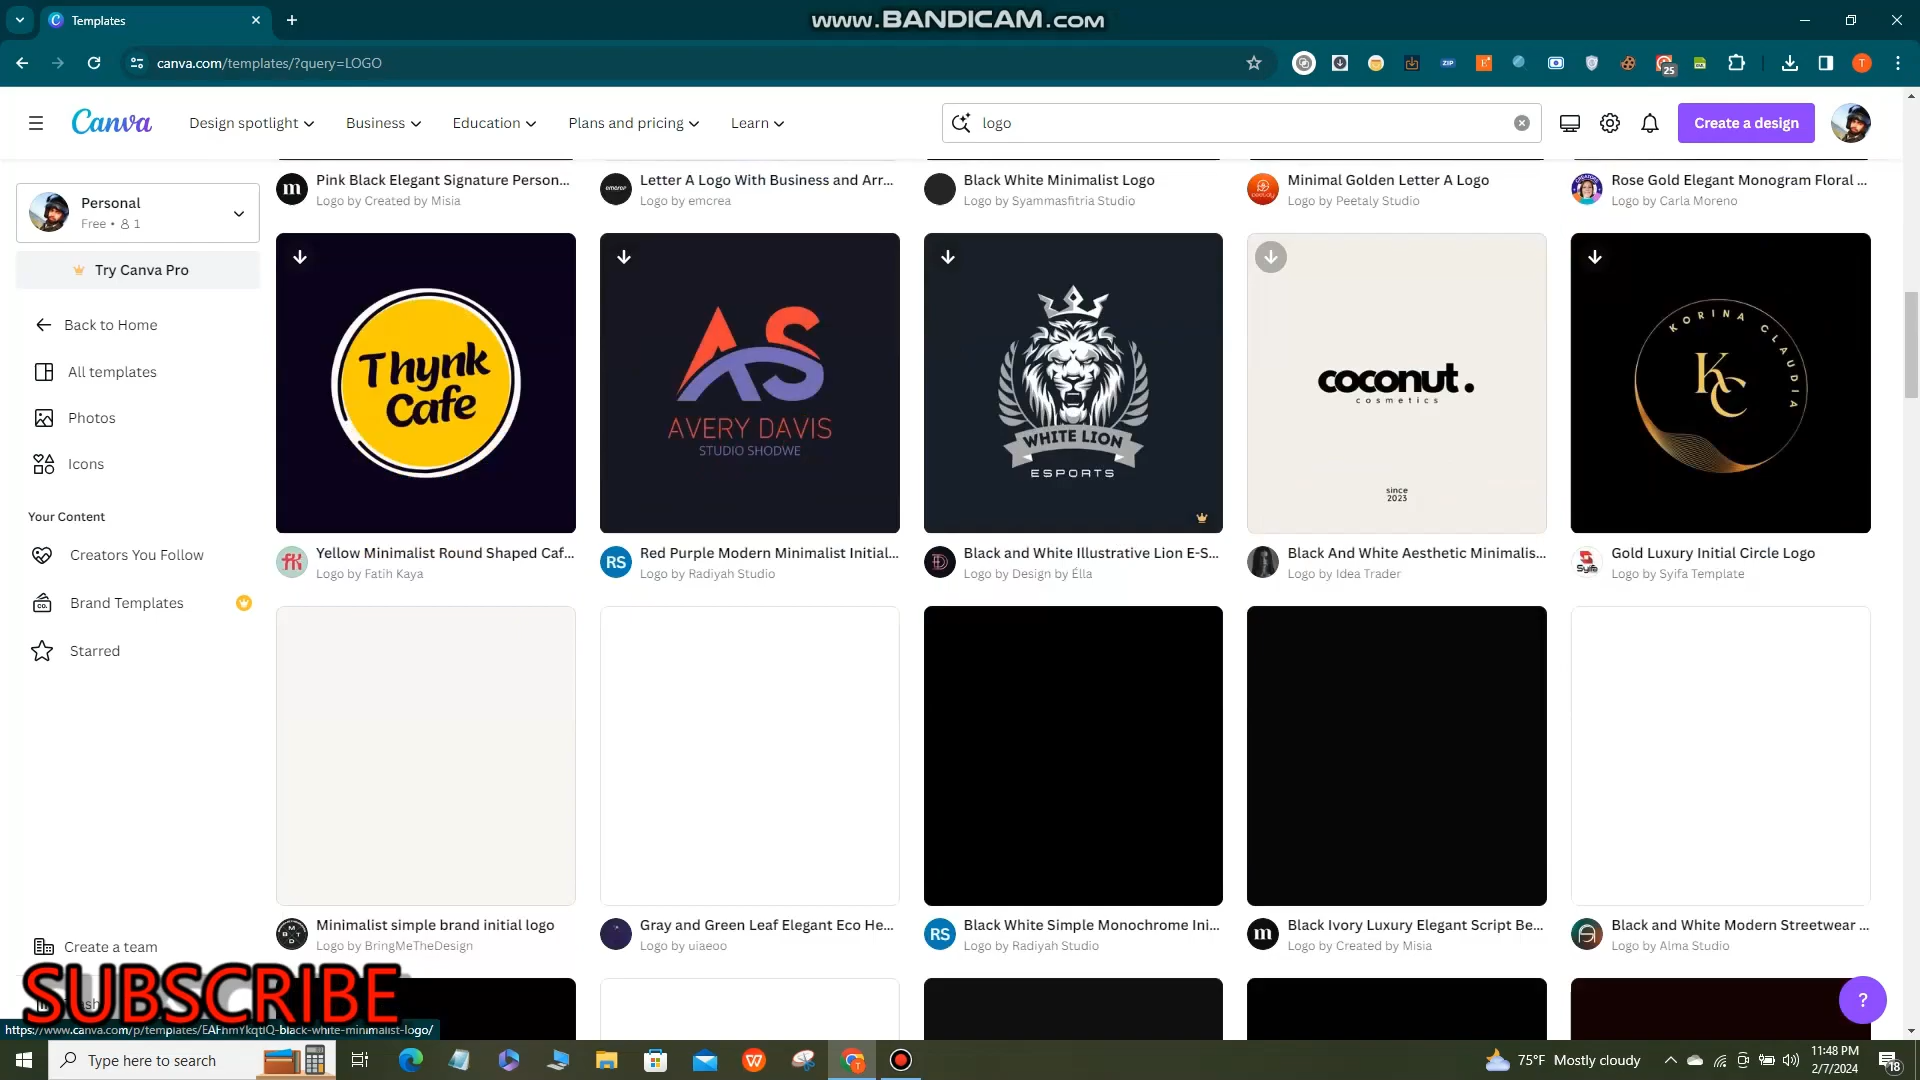 Templates
www.BANDICAM.com
canva.com/templates/?query=LOGO
ZIP
25
T
Canva
Design spotlight
Business
Education
Plans and pricing
Learn
logo
Create a design
Personal
Free • 1
Try Canva Pro
Back to Home
All templates
Photos
Icons
Your Content
Creators You Follow
Brand Templates
Starred
Create a team
m
Pink Black Elegant Signature Person...
Logo by Created by Misia
emcrea
Letter A Logo With Business and Arr...
Logo by emcrea
Black White Minimalist Logo
Logo by Syammasfitria Studio
Minimal Golden Letter A Logo
Logo by Peetaly Studio
Rose Gold Elegant Monogram Floral ...
Logo by Carla Moreno
Thynk
Cafe
AS
AVERY DAVIS
STUDIO SHODWE
WHITE LION
ESPORTS
coconut.
cosmetics
since
2023
KORINA CLAUDIA
KC
Yellow Minimalist Round Shaped Caf...
Logo by Fatih Kaya
RS
Red Purple Modern Minimalist Initial...
Logo by Radiyah Studio
Black and White Illustrative Lion E-S...
Logo by Design by Élla
Black And White Aesthetic Minimalis...
Logo by Idea Trader
Syifa
Gold Luxury Initial Circle Logo
Logo by Syifa Template
Minimalist simple brand initial logo
Logo by BringMeTheDesign
Gray and Green Leaf Elegant Eco He...
Logo by uiaeoo
RS
Black White Simple Monochrome Ini...
Logo by Radiyah Studio
m
Black Ivory Luxury Elegant Script Be...
Logo by Created by Misia
Black and White Modern Streetwear ...
Logo by Alma Studio
?
SUBSCRIBE
Type here to search
75°F Mostly cloudy
11:48 PM
2/7/2024
18